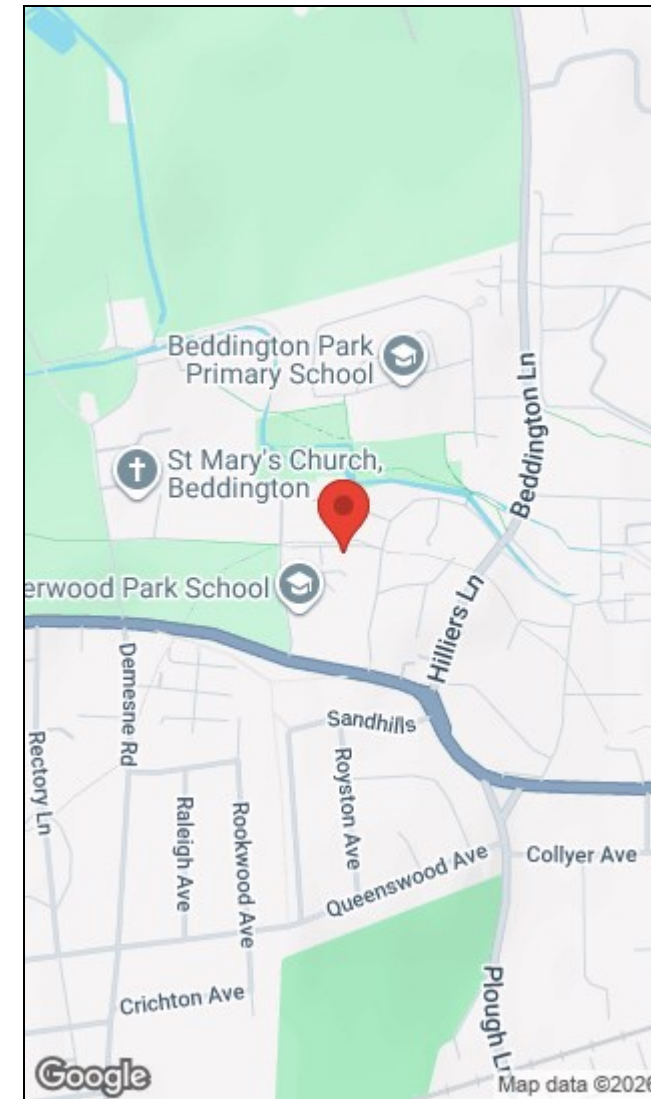 Beddington Park
Primary School
Beddington Ln
St Mary's Church,
Beddington
erwood Park School
Hilliers Ln
Demesne Rd
Sandhills
Rectory Ln
Royston Ave
Raleigh Ave
Rookwood Ave
Collyer Ave
Queenswood Ave
Crichton Ave
Plough Ln
Google
Map data ©2026